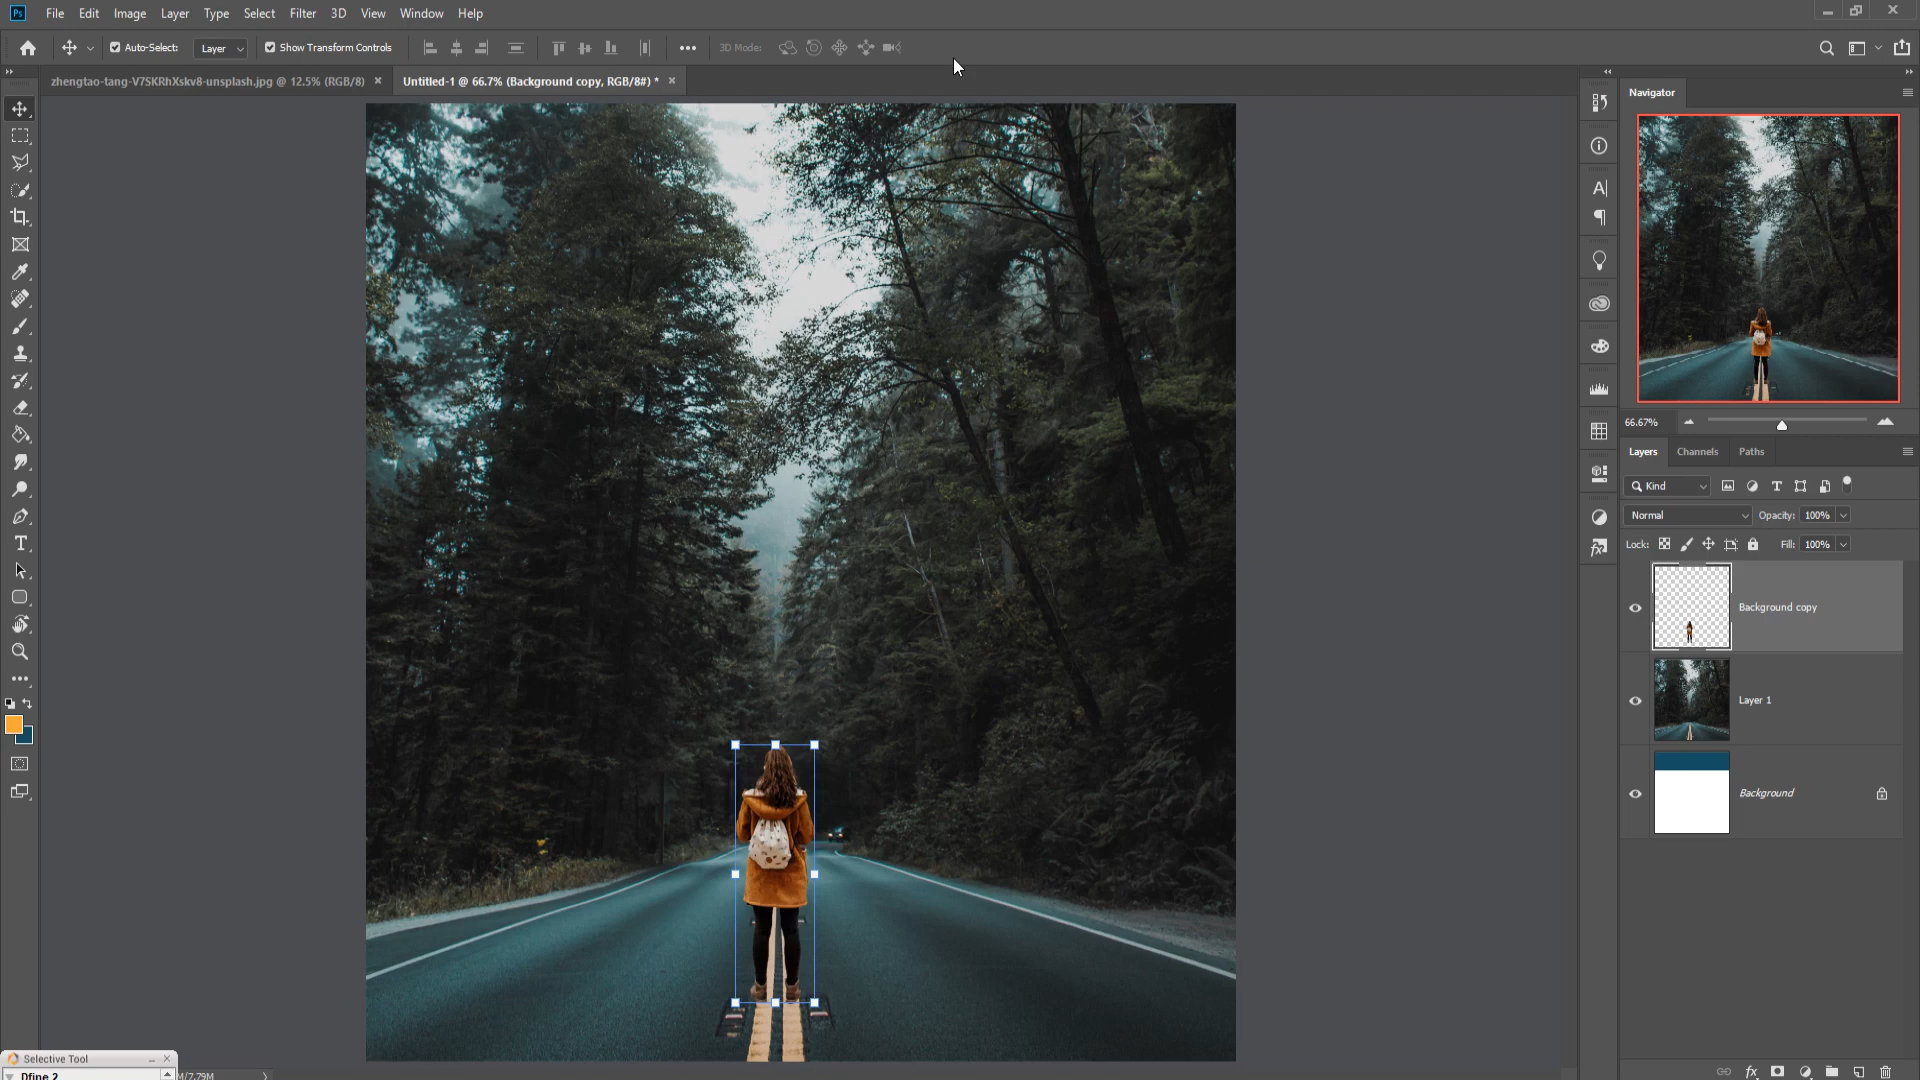 Ps File Edit Image Layer Type Select Filter 3D View Window Help
Auto-Select: Layer Show Transform Controls 3D Mode:
zhengtao-tang-V7SKRhXskv8-unsplash.jpg @ 12.5% (RGB/8) × Untitled-1 @ 66.7% (Background copy, RGB/8#) * ×
Navigator
66.67%
Layers Channels Paths
Kind
Normal Opacity: 100%
Lock: Fill: 100%
Background copy
Layer 1
Background
Selective Tool
Dfine 2
M/7.79M